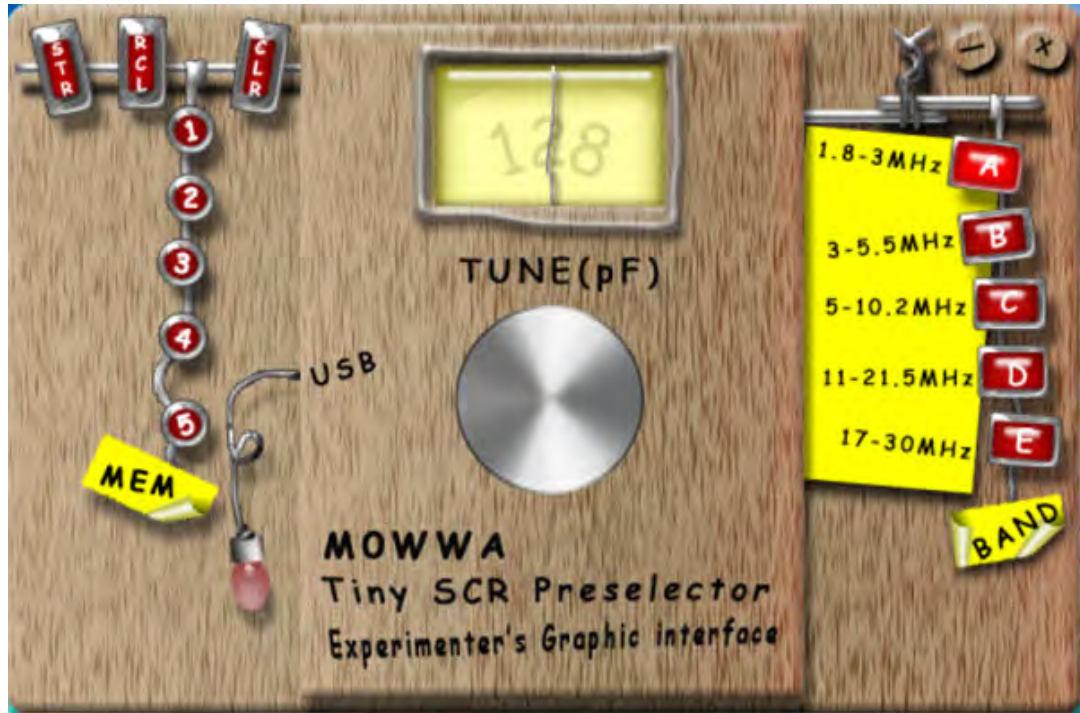 STR
RCL
CLR
1
2
3
4
5
MEM
USB
128
TUNE(pF)
MOWWA
Tiny SCR Preselector
Experimenter's Graphic interface
1.8-3MHz A
3-5.5MHz B
5-10.2MHz C
11-21.5MHz D
17-30MHz E
BAND